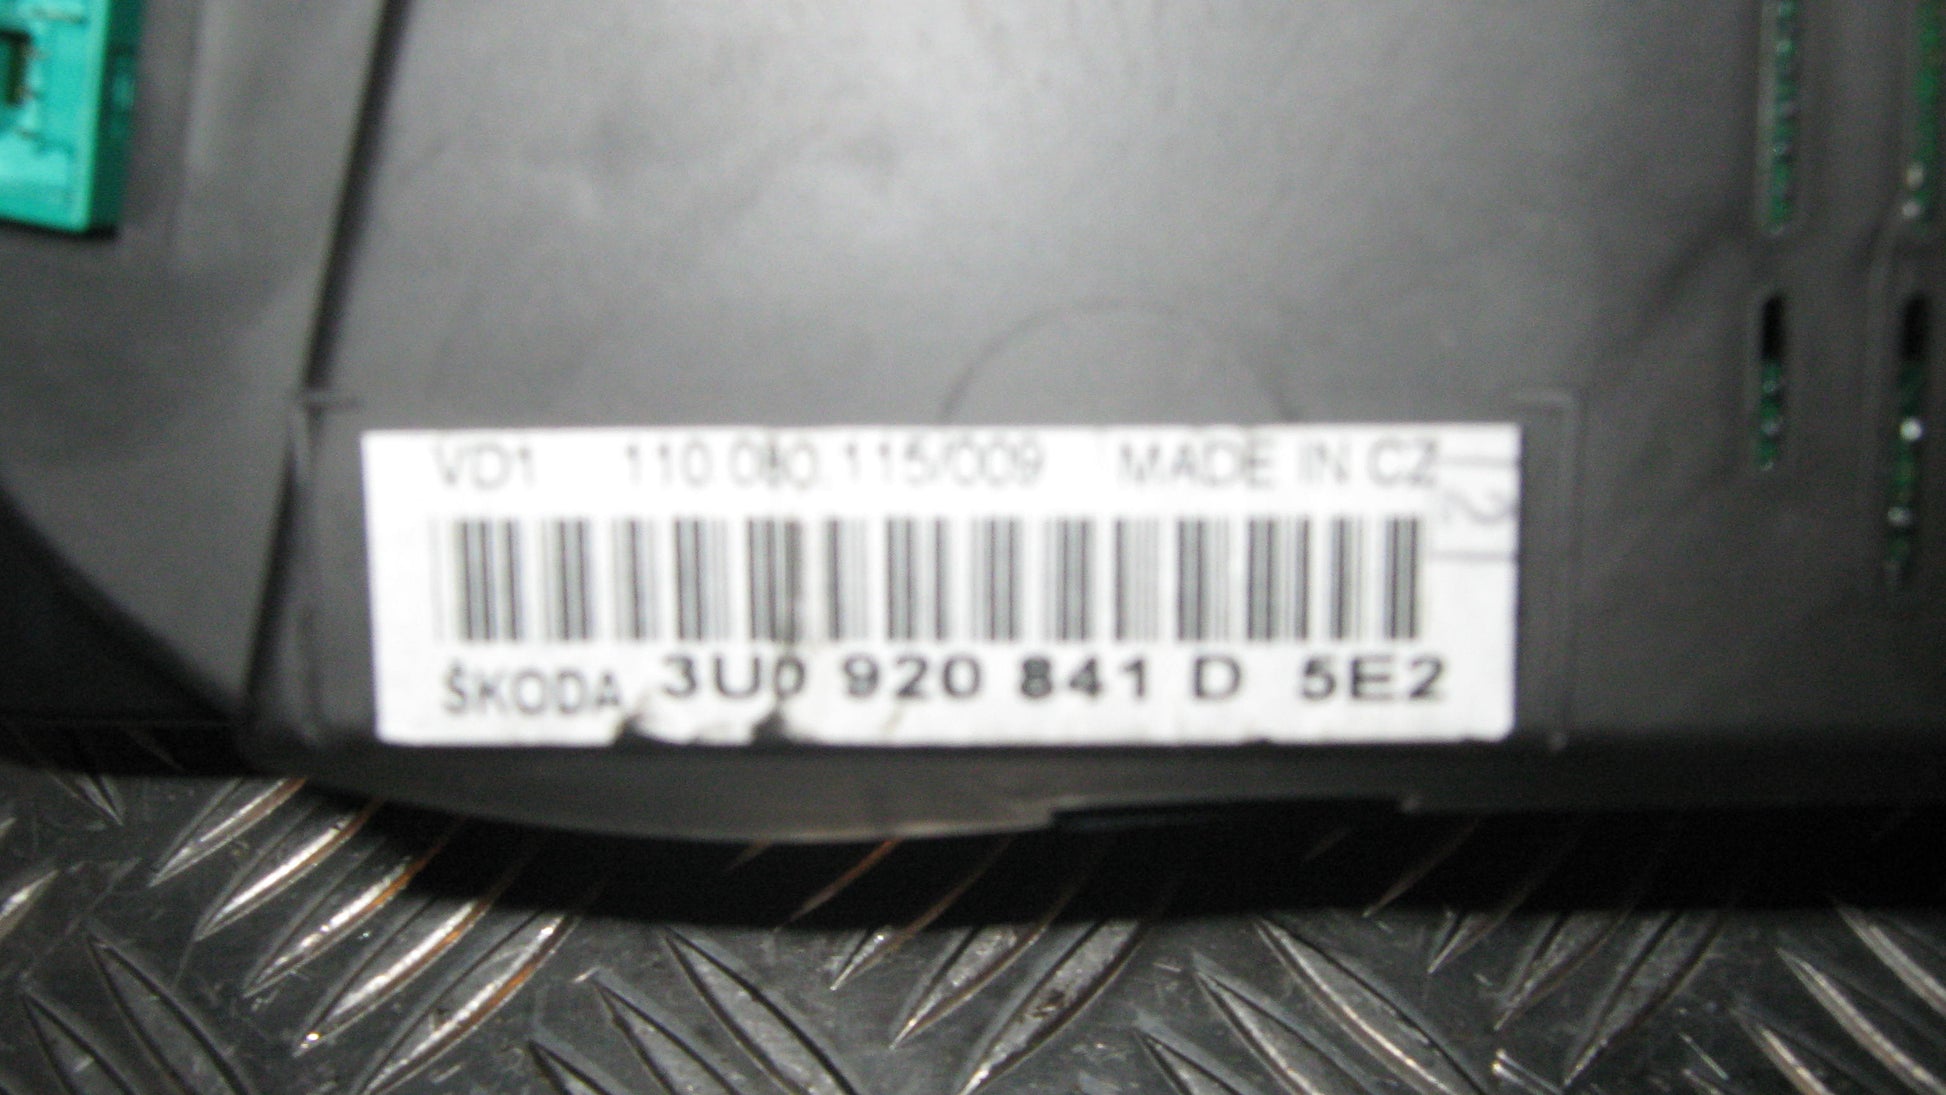 VD1 110.080.115/009 MADE IN CZ
ŠKODA 3U0 920 841 D 5E2